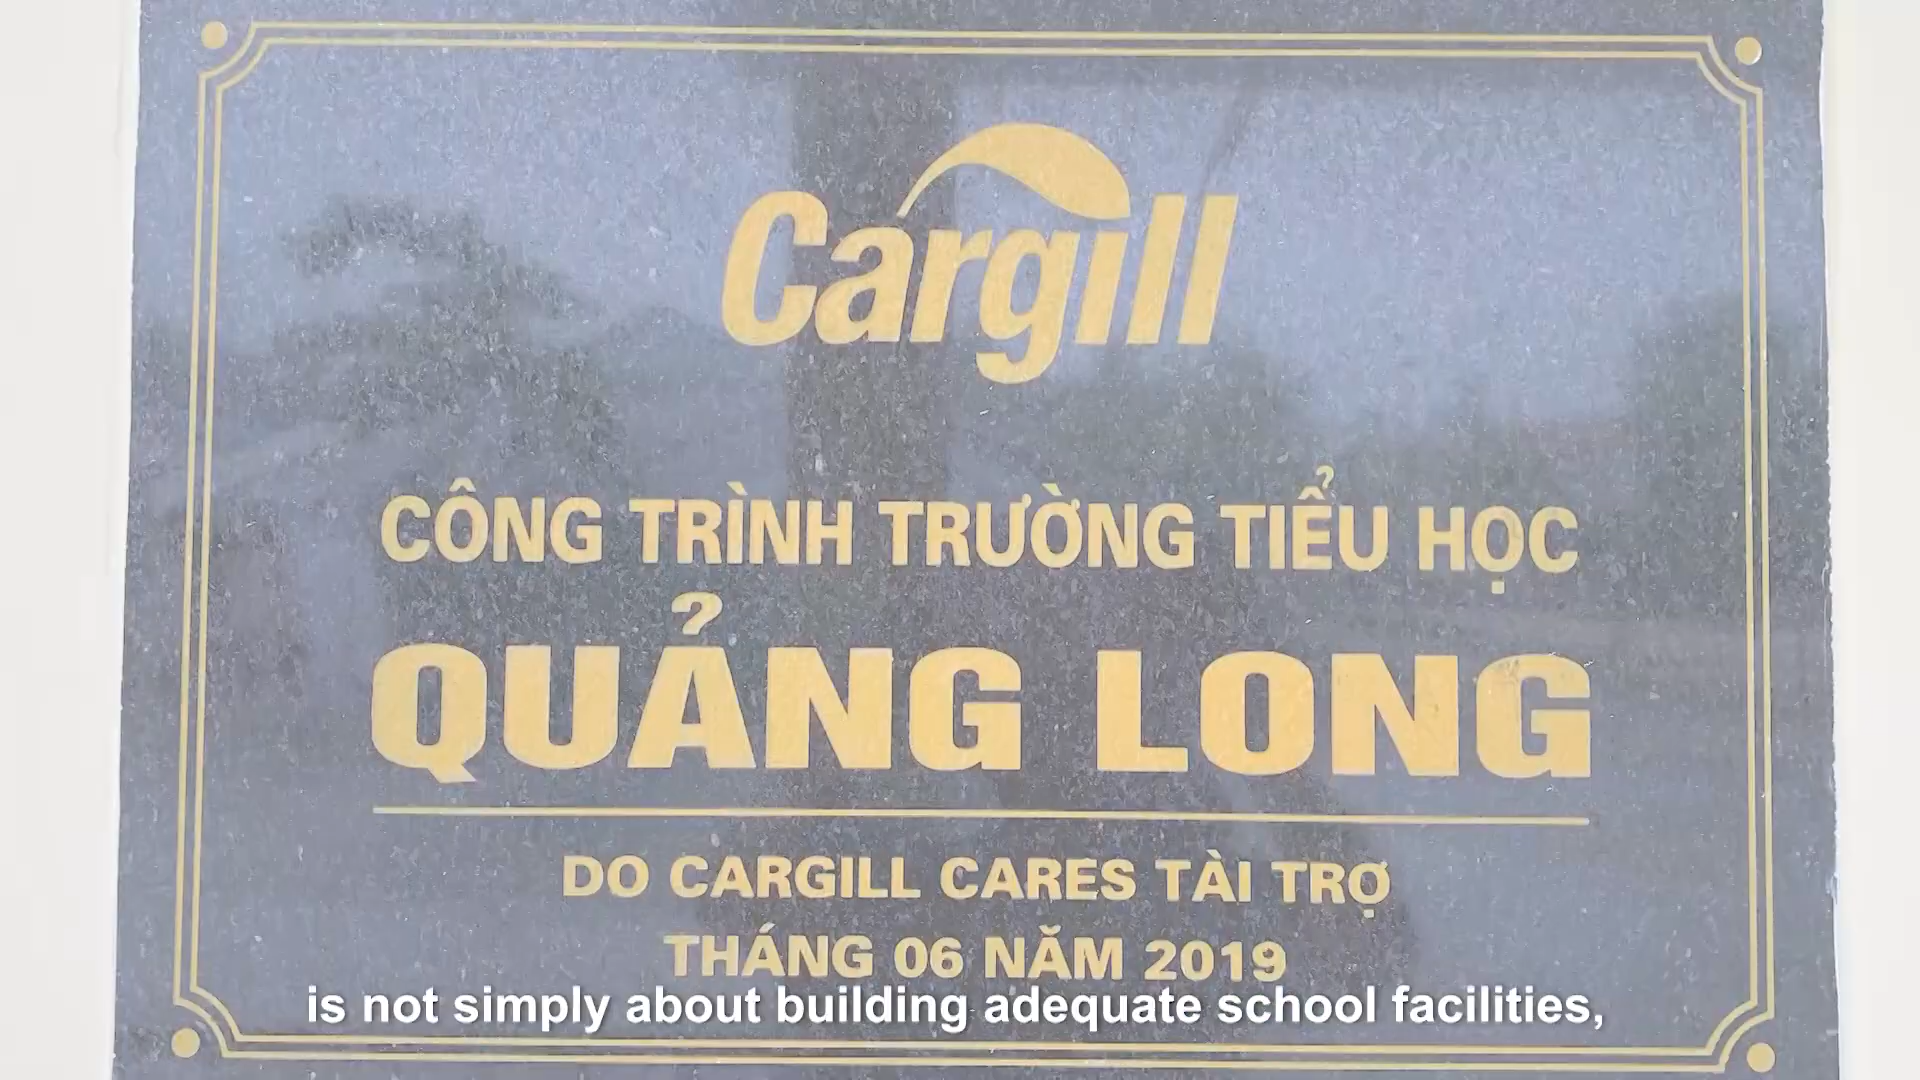 Cargill
CÔNG TRÌNH TRƯỜNG TIỂU HỌC
QUẢNG LONG
DO CARGILL CARES TÀI TRỢ
THÁNG 06 NĂM 2019
is not simply about building adequate school facilities,